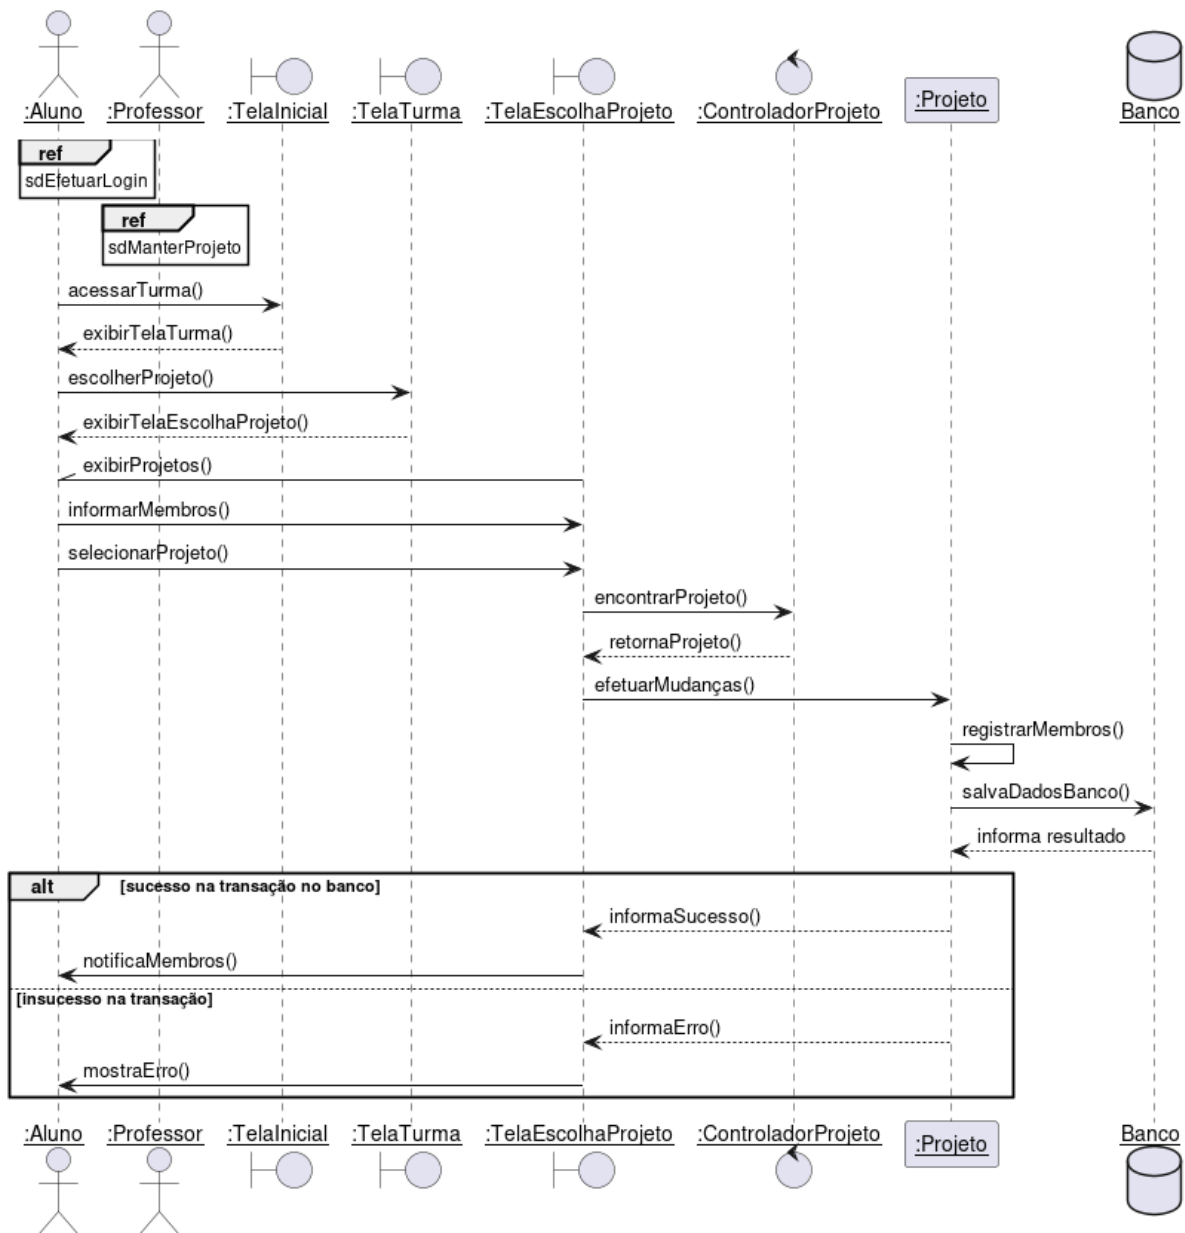 :Aluno :Professor :TelaInicial :TelaTurma :TelaEscolhaProjeto :ControladorProjeto :Projeto Banco
ref
sdEfetuarLogin
ref
sdManterProjeto
acessarTurma()
exibirTelaTurma()
escolherProjeto()
exibirTelaEscolhaProjeto()
exibirProjetos()
informarMembros()
selecionarProjeto()
encontrarProjeto()
retornaProjeto()
efetuarMudanças()
registrarMembros()
salvaDadosBanco()
informa resultado
alt [sucesso na transação no banco]
informaSucesso()
notificaMembros()
[insucesso na transação]
informaErro()
mostraErro()
:Aluno :Professor :TelaInicial :TelaTurma :TelaEscolhaProjeto :ControladorProjeto :Projeto Banco